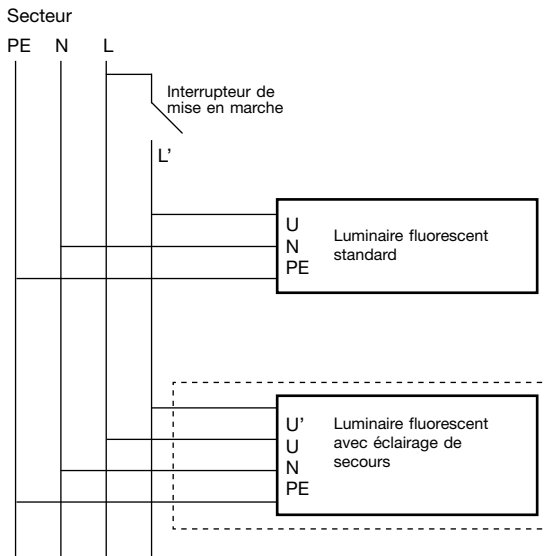 Secteur
PE N L
Interrupteur de
mise en marche
L'
U
N
PE
Luminaire fluorescent
standard
U'
U
N
PE
Luminaire fluorescent
avec éclairage de
secours